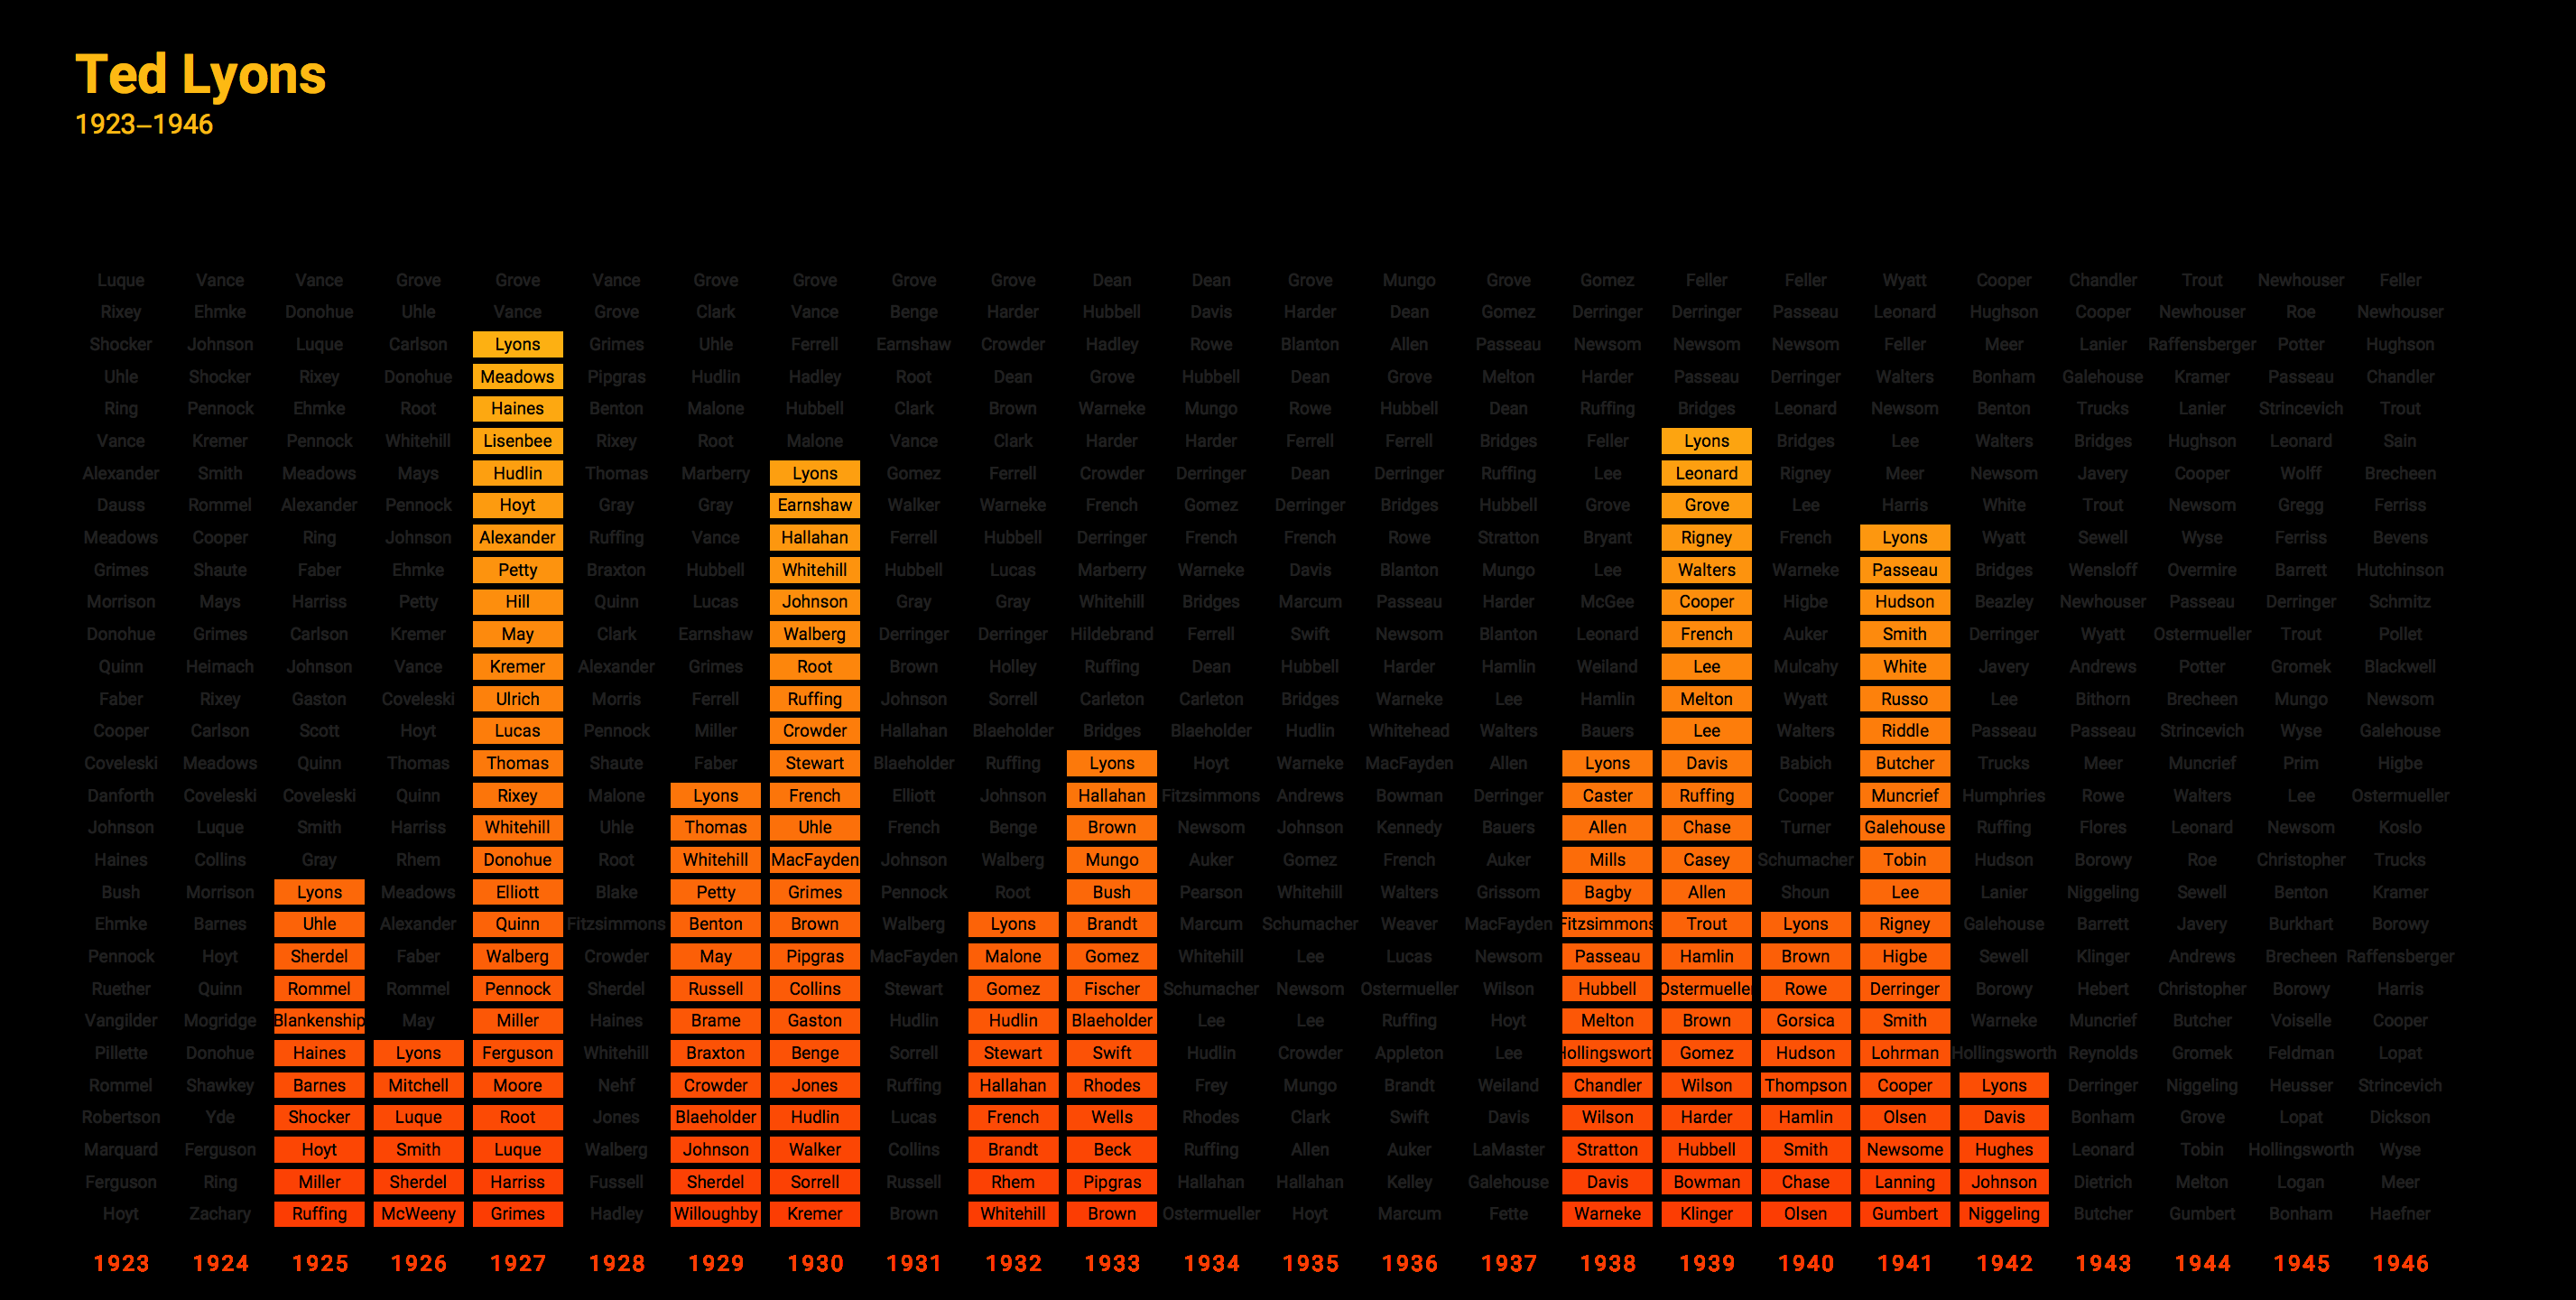 Ted Lyons
1923–1946
Luque Vance Vance Grove Grove Vance Grove Grove Grove Grove Dean Dean Grove Mungo Grove Gomez Feller Feller Wyatt Cooper Chandler Trout Newhouser Feller
Rixey Ehmke Donohue Uhle Vance Grove Clark Vance Benge Harder Hubbell Davis Harder Dean Gomez Derringer Derringer Passeau Leonard Hughson Cooper Newhouser Roe Newhouser
Shocker Johnson Luque Carlson Lyons Grimes Uhle Ferrell Earnshaw Crowder Hadley Rowe Blanton Allen Passeau Newsom Newsom Newsom Feller Meer Lanier Raffensberger Potter Hughson
Uhle Shocker Rixey Donohue Meadows Pipgras Hudlin Hadley Root Dean Grove Hubbell Dean Grove Melton Harder Passeau Derringer Walters Bonham Galehouse Kramer Passeau Chandler
Ring Pennock Ehmke Root Haines Benton Malone Hubbell Clark Brown Warneke Mungo Rowe Hubbell Dean Ruffing Bridges Leonard Newsom Benton Trucks Lanier Strincevich Trout
Vance Kremer Pennock Whitehill Lisenbee Rixey Root Malone Vance Clark Harder Harder Ferrell Ferrell Bridges Feller Lyons Bridges Lee Walters Bridges Hughson Leonard Sain
Alexander Smith Meadows Mays Hudlin Thomas Marberry Lyons Gomez Ferrell Crowder Derringer Dean Derringer Ruffing Lee Leonard Rigney Meer Newsom Javery Cooper Wolff Brecheen
Dauss Rommel Alexander Pennock Hoyt Gray Gray Earnshaw Walker Warneke French Gomez Derringer Bridges Hubbell Grove Grove Lee Harris White Trout Newsom Gregg Ferriss
Meadows Cooper Ring Johnson Alexander Ruffing Vance Hallahan Ferrell Hubbell Derringer French French Rowe Stratton Bryant Rigney French Lyons Wyatt Sewell Wyse Ferriss Bevens
Grimes Shaute Faber Ehmke Petty Braxton Hubbell Whitehill Hubbell Lucas Marberry Warneke Davis Blanton Mungo Lee Walters Warneke Passeau Bridges Wensloff Overmire Barrett Hutchinson
Morrison Mays Harriss Petty Hill Quinn Lucas Johnson Gray Gray Whitehill Bridges Marcum Passeau Harder McGee Cooper Higbe Hudson Beazley Newhouser Passeau Derringer Schmitz
Donohue Grimes Carlson Kremer May Clark Earnshaw Walberg Derringer Derringer Hildebrand Ferrell Swift Newsom Blanton Leonard French Auker Smith Derringer Wyatt Ostermueller Trout Pollet
Quinn Heimach Johnson Vance Kremer Alexander Grimes Root Brown Holley Ruffing Dean Hubbell Harder Hamlin Weiland Lee Mulcahy White Javery Andrews Potter Gromek Blackwell
Faber Rixey Gaston Coveleski Ulrich Morris Ferrell Ruffing Johnson Sorrell Carleton Carleton Bridges Warneke Lee Hamlin Melton Wyatt Russo Lee Bithorn Brecheen Mungo Newsom
Cooper Carlson Scott Hoyt Lucas Pennock Miller Crowder Hallahan Blaeholder Bridges Blaeholder Hudlin Whitehead Walters Bauers Lee Walters Riddle Passeau Passeau Strincevich Wyse Galehouse
Coveleski Meadows Quinn Thomas Thomas Shaute Faber Stewart Blaeholder Ruffing Lyons Hoyt Warneke MacFayden Allen Lyons Davis Babich Butcher Trucks Meer Muncrief Prim Higbe
Danforth Coveleski Coveleski Quinn Rixey Malone Lyons French Elliott Johnson Hallahan Fitzsimmons Andrews Bowman Derringer Caster Ruffing Cooper Muncrief Humphries Rowe Walters Lee Ostermueller
Johnson Luque Smith Harriss Whitehill Uhle Thomas Uhle French Benge Brown Newsom Johnson Kennedy Bauers Allen Chase Turner Galehouse Ruffing Flores Leonard Newsom Koslo
Haines Collins Gray Rhem Donohue Root Whitehill MacFayden Johnson Walberg Mungo Auker Gomez French Auker Mills Casey Schumacher Tobin Hudson Borowy Roe Christopher Trucks
Bush Morrison Lyons Meadows Elliott Blake Petty Grimes Pennock Root Bush Pearson Whitehill Walters Grissom Bagby Allen Shoun Lee Lanier Niggeling Sewell Benton Kramer
Ehmke Barnes Uhle Alexander Quinn Fitzsimmons Benton Brown Walberg Lyons Brandt Marcum Schumacher Weaver MacFayden Fitzsimmons Trout Lyons Rigney Galehouse Barrett Javery Burkhart Borowy
Pennock Hoyt Sherdel Faber Walberg Crowder May Pipgras MacFayden Malone Gomez Whitehill Lee Lucas Newsom Passeau Hamlin Brown Higbe Sewell Klinger Andrews Brecheen Raffensberger
Ruether Quinn Rommel Rommel Pennock Sherdel Russell Collins Stewart Gomez Fischer Schumacher Newsom Ostermueller Wilson Hubbell Ostermueller Rowe Derringer Borowy Hebert Christopher Borowy Harris
Vangilder Mogridge Blankenship May Miller Haines Brame Gaston Hudlin Hudlin Blaeholder Lee Lee Ruffing Hoyt Melton Brown Gorsica Smith Warneke Muncrief Butcher Voiselle Cooper
Pillette Donohue Haines Lyons Ferguson Whitehill Braxton Benge Sorrell Stewart Swift Hudlin Crowder Appleton Lee Hollingsworth Gomez Hudson Lohrman Hollingsworth Reynolds Gromek Feldman Lopat
Rommel Shawkey Barnes Mitchell Moore Nehf Crowder Jones Ruffing Hallahan Rhodes Frey Mungo Brandt Weiland Chandler Wilson Thompson Cooper Lyons Derringer Niggeling Heusser Strincevich
Robertson Yde Shocker Luque Root Jones Blaeholder Hudlin Lucas French Wells Rhodes Clark Swift Davis Wilson Harder Hamlin Olsen Davis Bonham Grove Lopat Dickson
Marquard Ferguson Hoyt Smith Luque Walberg Johnson Walker Collins Brandt Beck Ruffing Allen Auker LaMaster Stratton Hubbell Smith Newsome Hughes Leonard Tobin Hollingsworth Wyse
Ferguson Ring Miller Sherdel Harriss Fussell Sherdel Sorrell Russell Rhem Pipgras Hallahan Hallahan Kelley Galehouse Davis Bowman Chase Lanning Johnson Dietrich Melton Logan Meer
Hoyt Zachary Ruffing McWeeny Grimes Hadley Willoughby Kremer Brown Whitehill Brown Ostermueller Hoyt Marcum Fette Warneke Klinger Olsen Gumbert Niggeling Butcher Gumbert Bonham Haefner
1923 1924 1925 1926 1927 1928 1929 1930 1931 1932 1933 1934 1935 1936 1937 1938 1939 1940 1941 1942 1943 1944 1945 1946